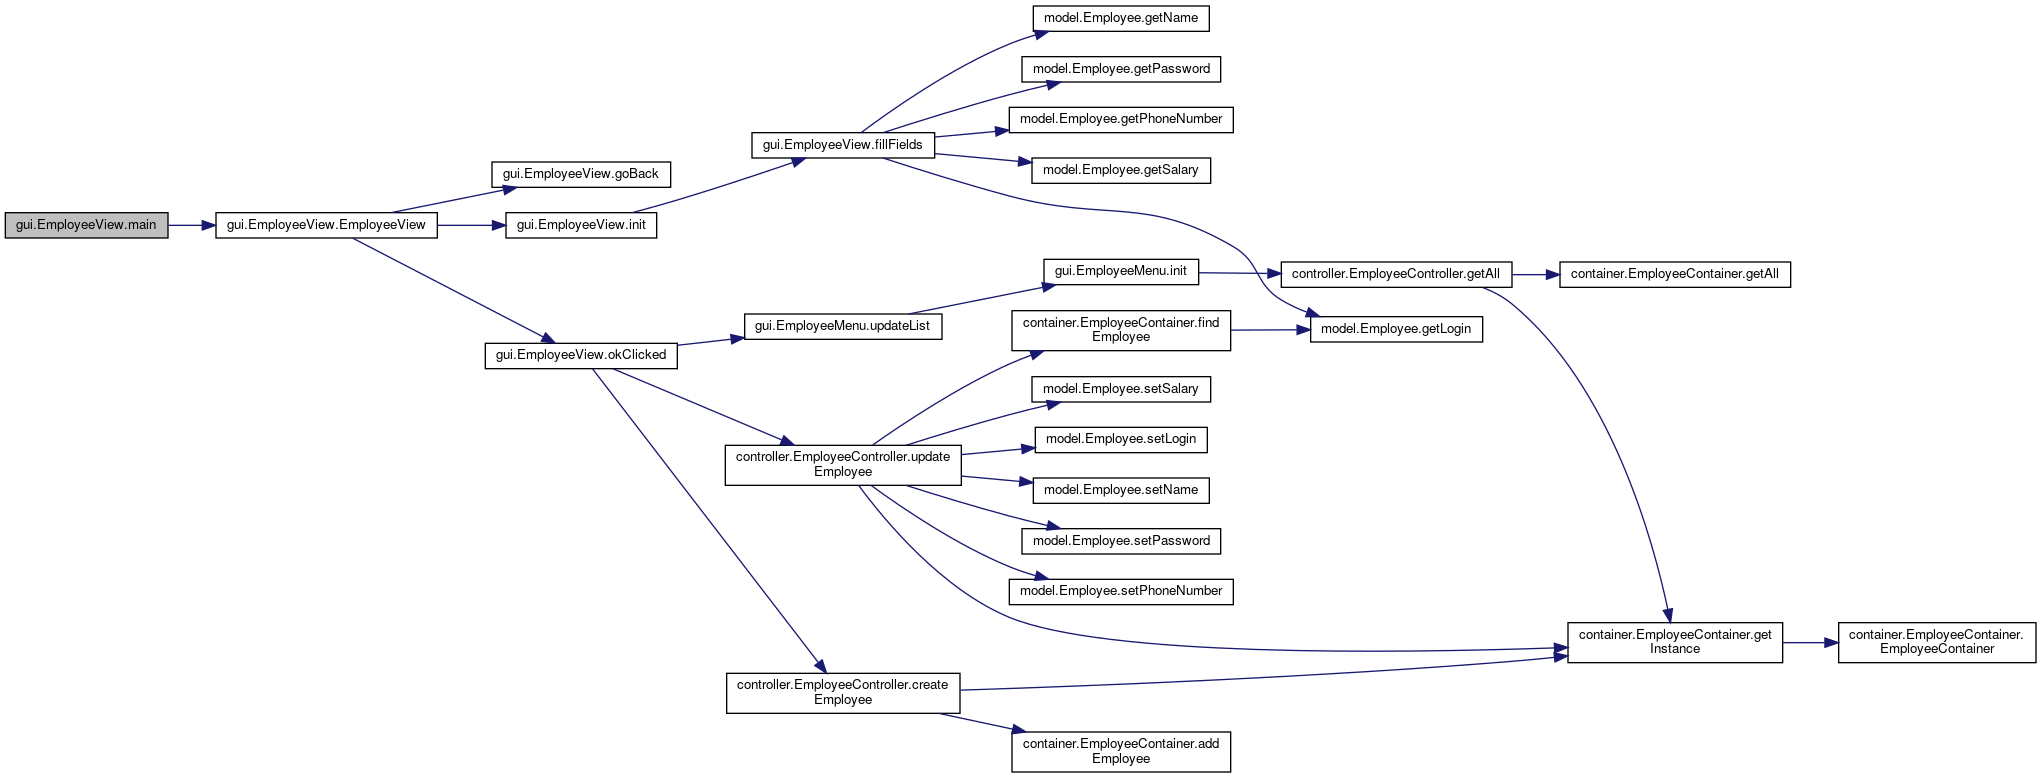 model.Employee.getName
model.Employee.getPassword
model.Employee.getPhoneNumber
gui.EmployeeView.fillFields
model.Employee.getSalary
gui.EmployeeView.goBack
gui.EmployeeView.main
gui.EmployeeView.EmployeeView
gui.EmployeeView.init
gui.EmployeeMenu.init
controller.EmployeeController.getAll
container.EmployeeContainer.getAll
gui.EmployeeMenu.updateList
container.EmployeeContainer.find
Employee
model.Employee.getLogin
gui.EmployeeView.okClicked
model.Employee.setSalary
model.Employee.setLogin
controller.EmployeeController.update
Employee
model.Employee.setName
model.Employee.setPassword
model.Employee.setPhoneNumber
container.EmployeeContainer.get
Instance
container.EmployeeContainer.
EmployeeContainer
controller.EmployeeController.create
Employee
container.EmployeeContainer.add
Employee